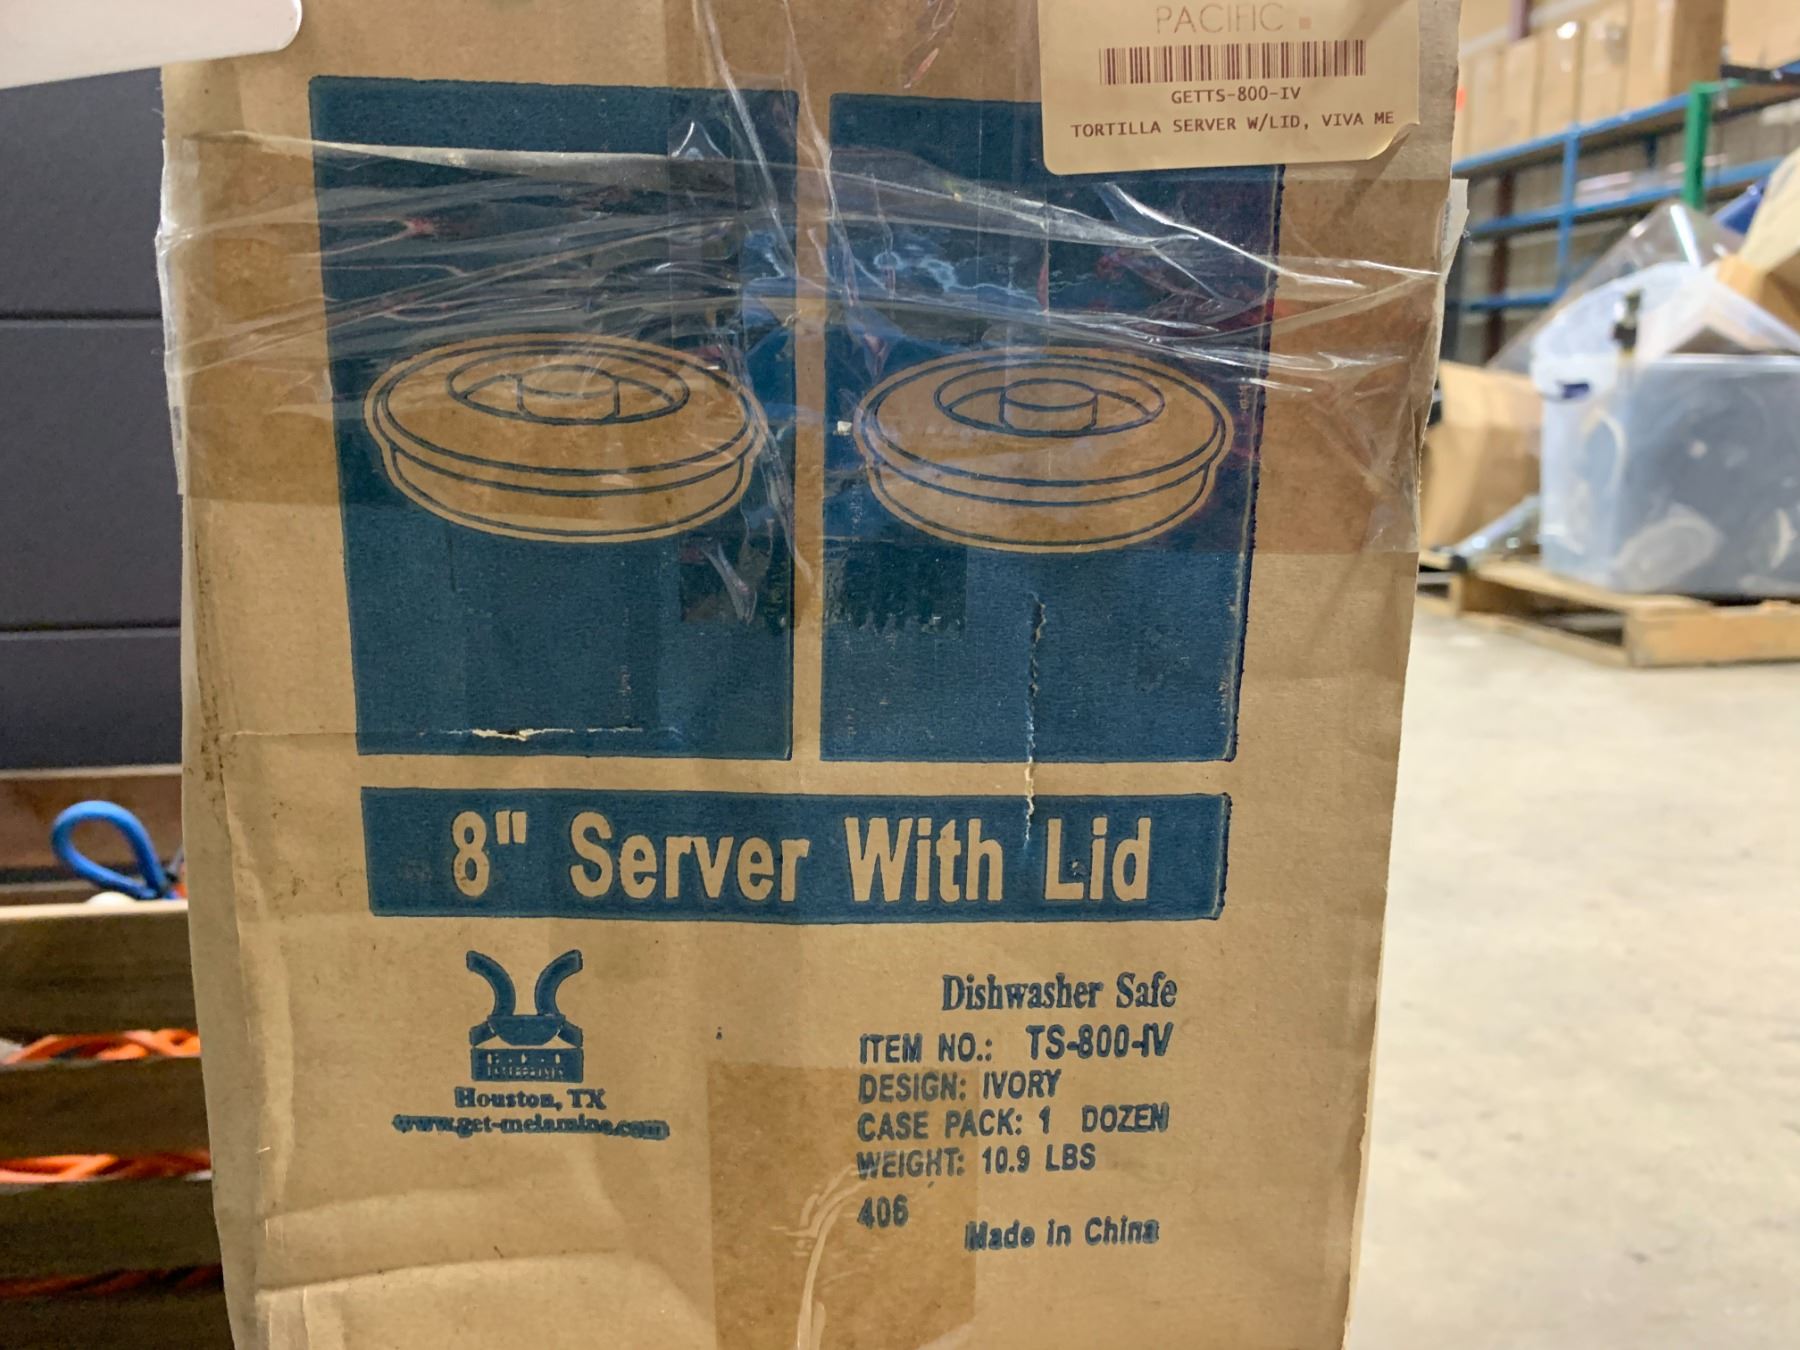 PACIFIC
GETTS-800-IV
TORTILLA SERVER W/LID, VIVA ME
8" Server With Lid
Houston, TX
www.get-melamine.com
Dishwasher Safe
ITEM NO.: TS-800-IV
DESIGN: IVORY
CASE PACK: 1 DOZEN
WEIGHT: 10.9 LBS
406
Made in China